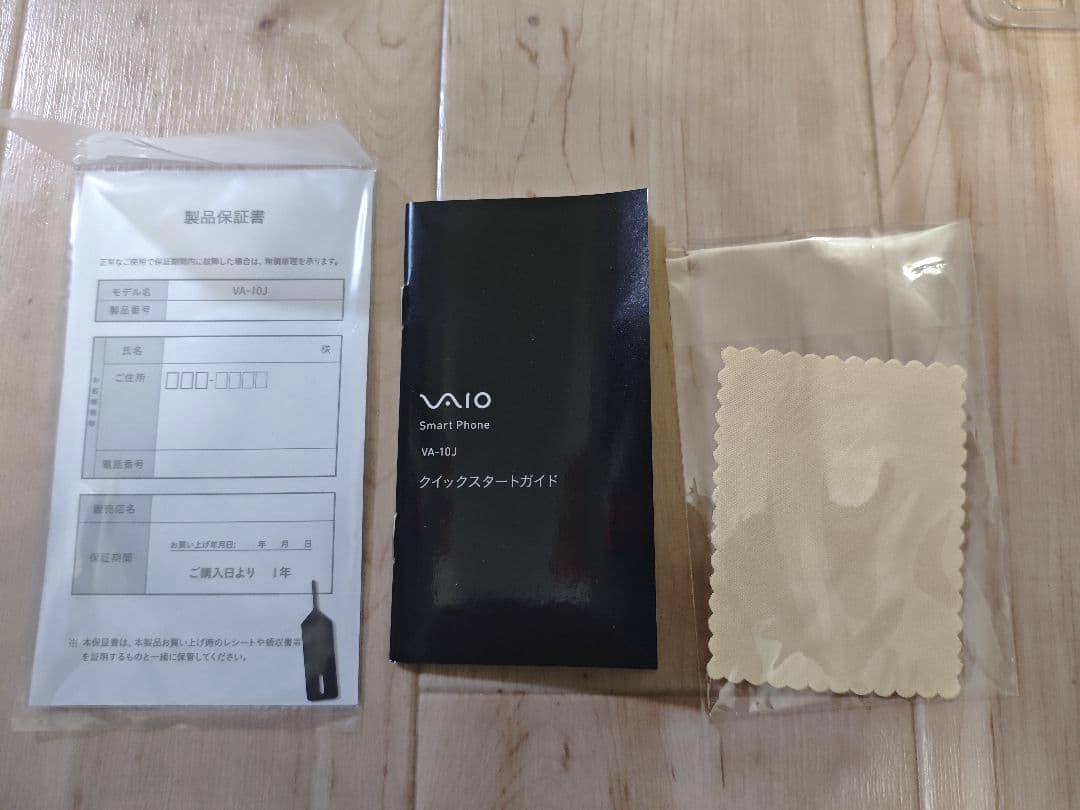 製品保証書
正常なご使用で保証期間内に故障した場合は、無償修理を承ります。
モデル名 VA-10J
製品番号
お客様情報
氏名 様
ご住所 □□□-□□□□
電話番号
販売店名
保証期間
お買い上げ年月日: 年 月 日
ご購入日より 1年
※ 本保証書は、本製品お買い上げ時のレシートや領収書等
を証明するものと一緒に保管してください。
VAIO
Smart Phone
VA-10J
クイックスタートガイド